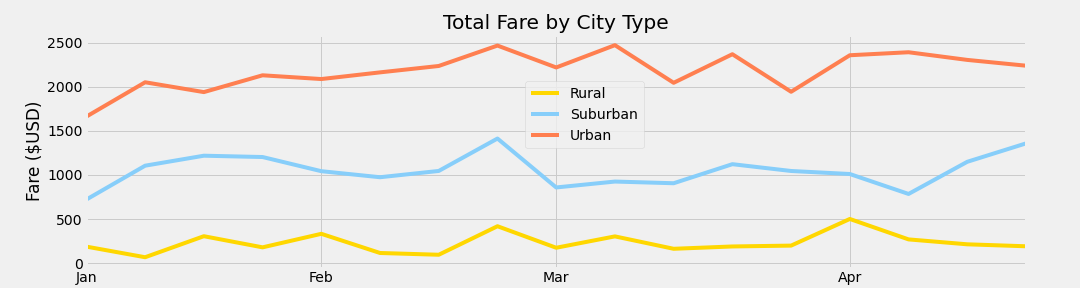 Total Fare by City Type
Fare ($USD)
2500
2000
1500
1000
500
0
Rural
Suburban
Urban
Jan Feb Mar Apr